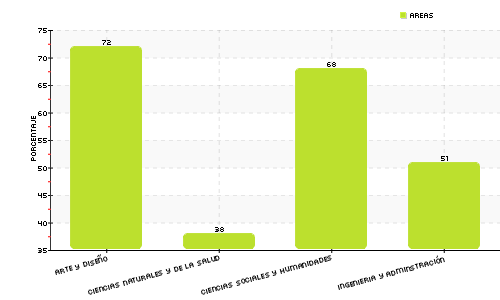 AREAS
75
72
70
68
65
60
55
51
50
45
40
38
35
PORCENTAJE
ARTE Y DISEÑO
CIENCIAS NATURALES Y DE LA SALUD
CIENCIAS SOCIALES Y HUMANIDADES
INGENIERIA Y ADMINSTRACIÓN